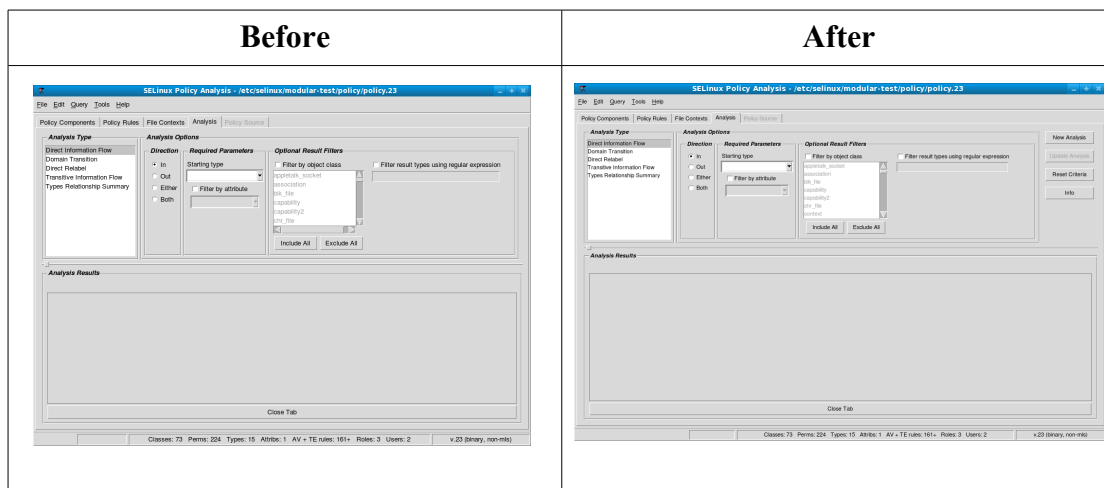 Before
After
SELinux Policy Analysis - /etc/selinux/modular-test/policy/policy.23
File Edit Query Tools Help
Policy Components Policy Rules File Contexts Analysis Policy Source
Analysis Type
Direct Information Flow
Domain Transition
Direct Relabel
Transitive Information Flow
Types Relationship Summary
Analysis Options
Direction
In
Out
Either
Both
Required Parameters
Starting type
Filter by attribute
Optional Result Filters
Filter by object class
appletalk_socket
association
blk_file
capability
capability2
chr_file
Include All Exclude All
Filter result types using regular expression
Analysis Results
Close Tab
Classes: 73 Perms: 224 Types: 15 Attribs: 1 AV + TE rules: 161+ Roles: 3 Users: 2
v.23 (binary, non-mls)
SELinux Policy Analysis - /etc/selinux/modular-test/policy/policy.23
File Edit Query Tools Help
Policy Components Policy Rules File Contexts Analysis Policy Source
Analysis Type
Direct Information Flow
Domain Transition
Direct Relabel
Transitive Information Flow
Types Relationship Summary
Analysis Options
Direction
In
Out
Either
Both
Required Parameters
Starting type
Filter by attribute
Optional Result Filters
Filter by object class
appletalk_socket
association
blk_file
capability
capability2
chr_file
context
Include All Exclude All
Filter result types using regular expression
New Analysis
Update Analysis
Reset Criteria
Info
Analysis Results
Close Tab
Classes: 73 Perms: 224 Types: 15 Attribs: 1 AV + TE rules: 161+ Roles: 3 Users: 2
v.23 (binary, non-mls)